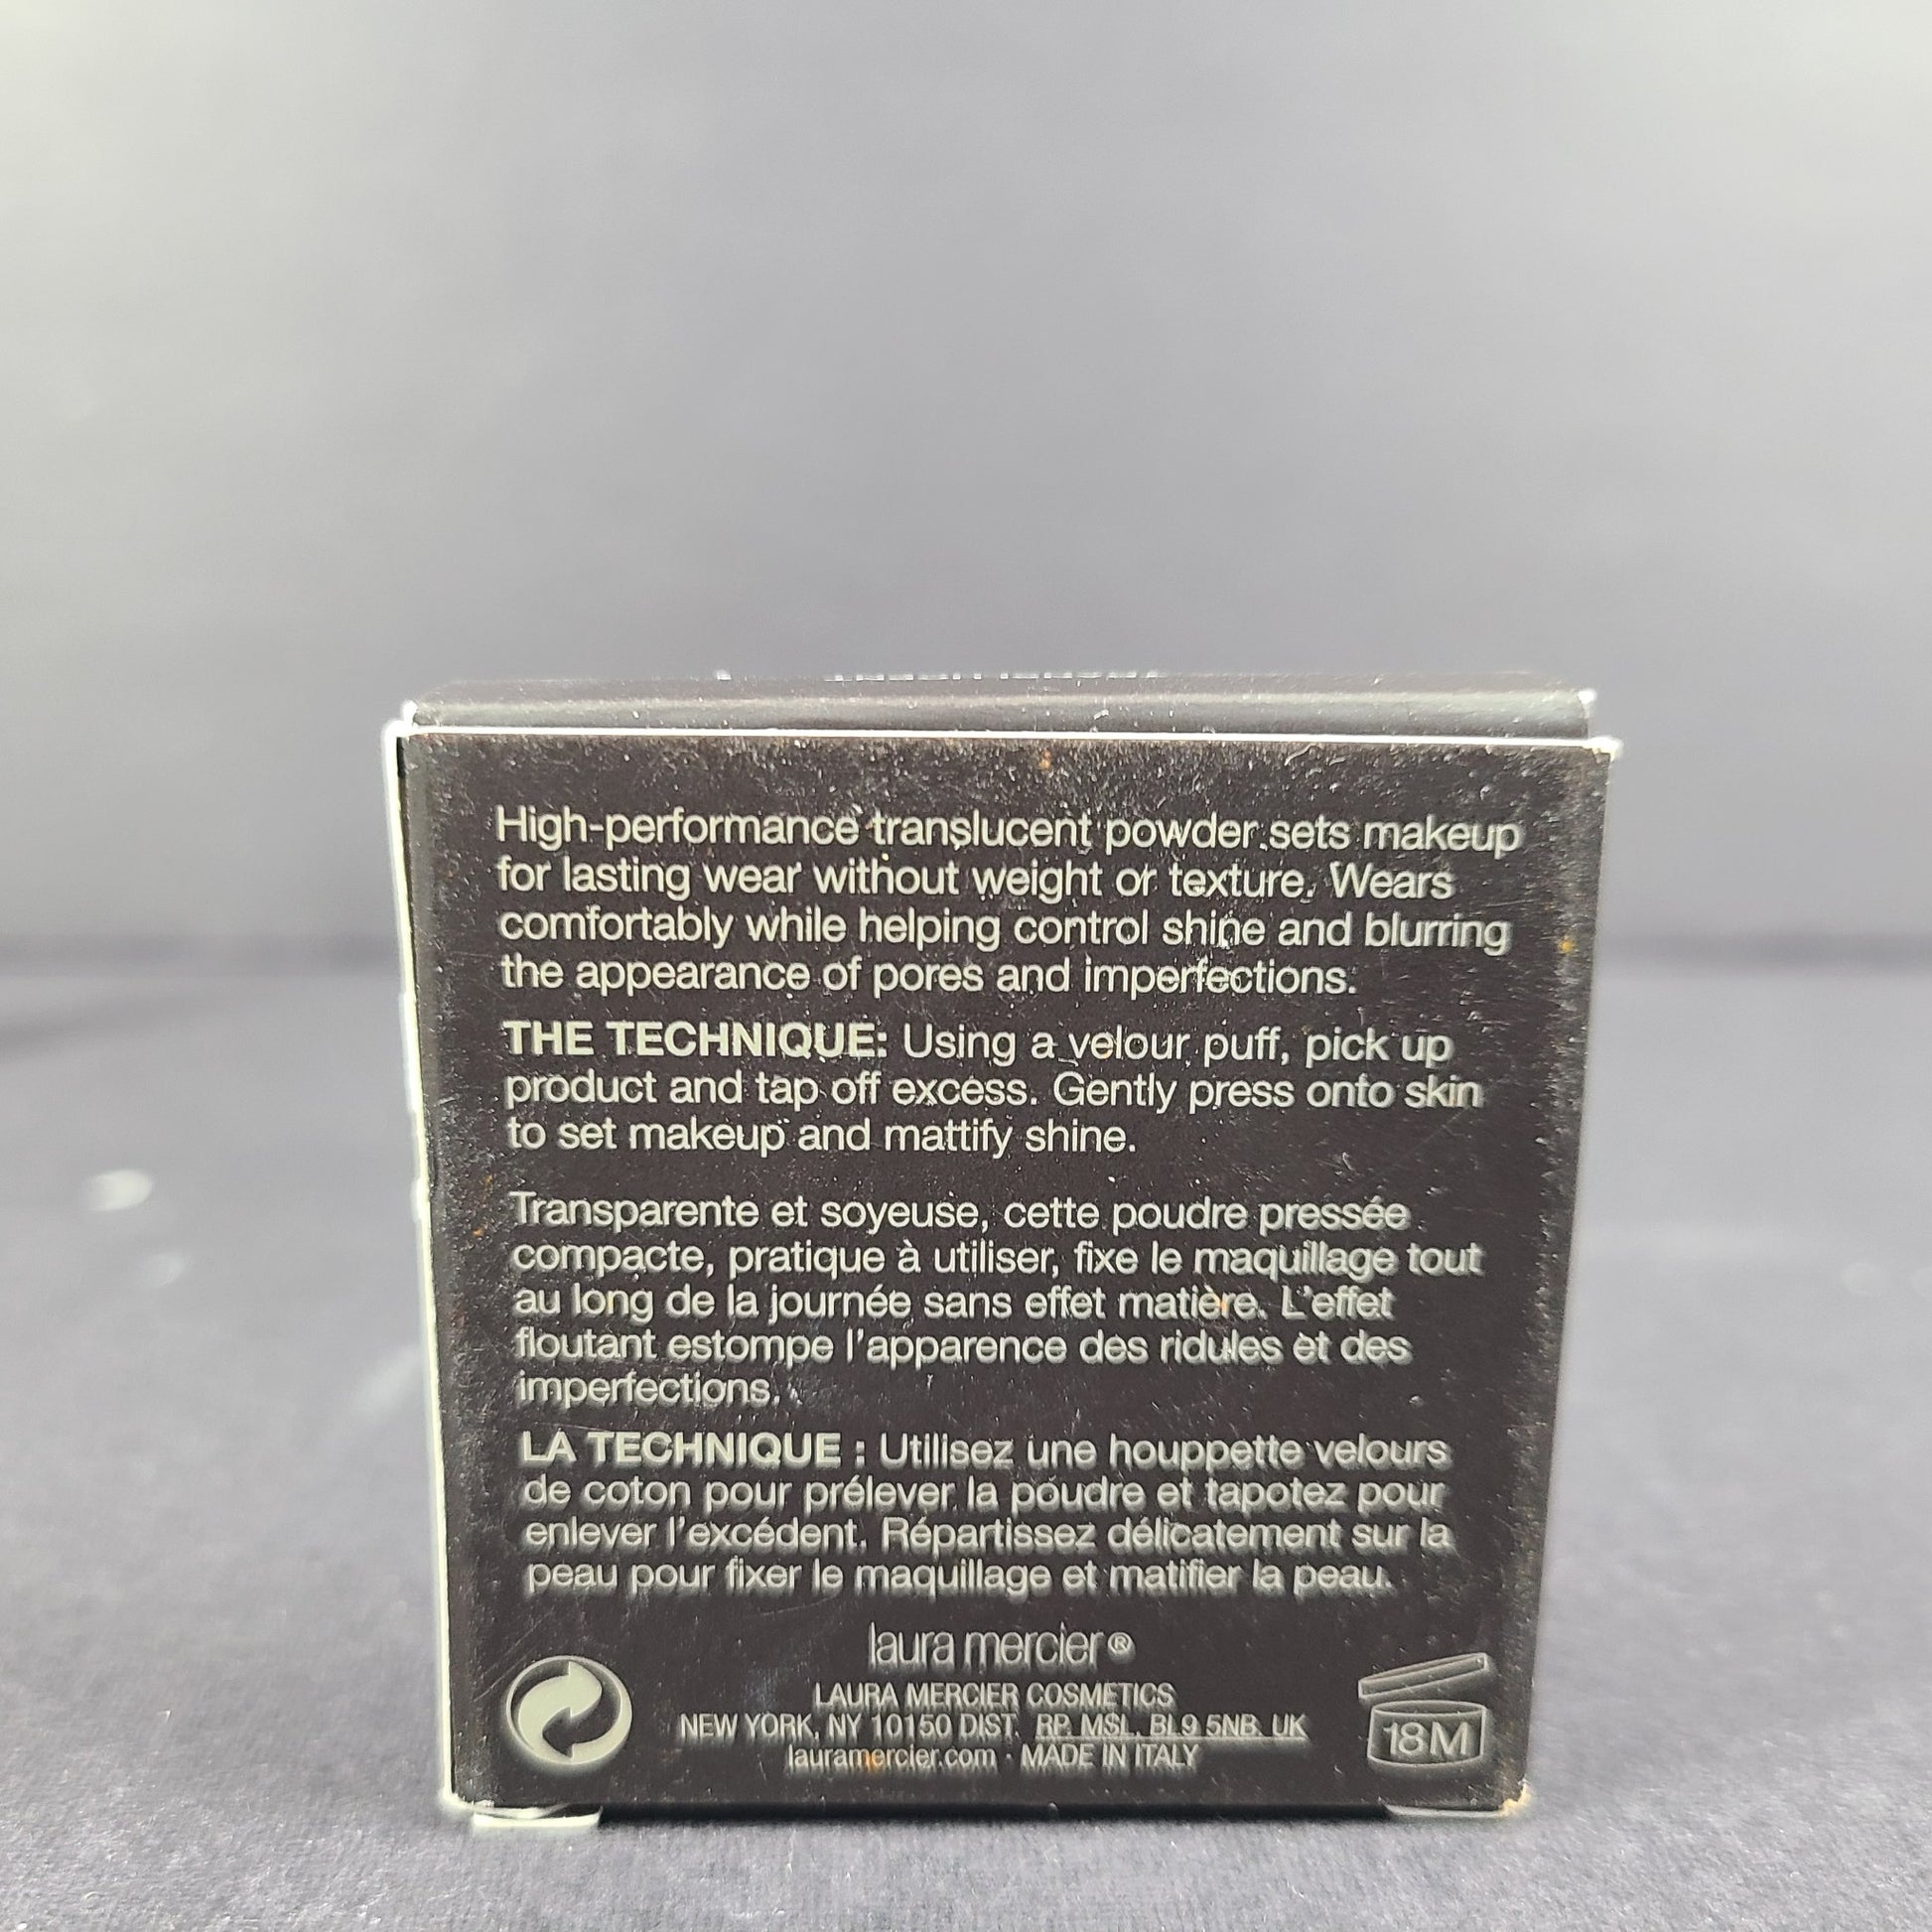 High-performance translucent powder sets makeup
for lasting wear without weight or texture. Wears
comfortably while helping control shine and blurring
the appearance of pores and imperfections.
THE TECHNIQUE: Using a velour puff, pick up
product and tap off excess. Gently press onto skin
to set makeup and mattify shine.
Transparente et soyeuse, cette poudre pressée
compacte, pratique à utiliser, fixe le maquillage tout
au long de la journée sans effet matière. L'effet
floutant estompe l'apparence des ridules et des
imperfections.
LA TECHNIQUE : Utilisez une houppette velours
de coton pour prélever la poudre et tapotez pour
enlever l'excédent. Répartissez délicatement sur la
peau pour fixer le maquillage et matifier la peau.
laura mercier®
LAURA MERCIER COSMETICS
NEW YORK, NY 10150 DIST. RP. MSL. BL9 5NB. UK
lauramercier.com · MADE IN ITALY
18M